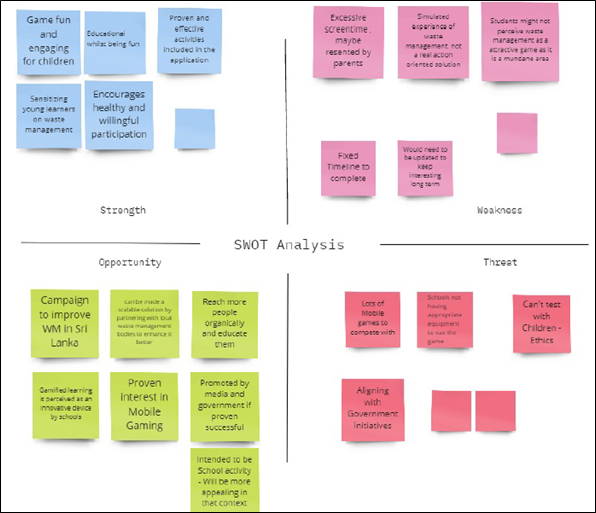 Game fun
and
engaging
for children
Educational
whilst being fun
Proven and
effective
activities
included in the
application
Sensitizing
young learners
on waste
management
Encourages
healthy and
willingful
participation
Strength
Excessive
screentime,
maybe
resented by
parents
Simulated
experience of
waste
management, not
a real action
oriented solution
Students might not
perceive waste
management as a
attractive game as it
is a mundane area
Fixed
Timeline to
complete
Would need to
be updated to
keep
interesting
long term
Weakness
SWOT Analysis
Opportunity
Campaign
to improve
WM in Sri
Lanka
can be made a
scalable solution by
partnering with local
waste management
bodies to enhance it
better
Reach more
people
organically and
educate
them
Gamified learning
is perceived as an
innovative device
by schools
Proven
interest in
Mobile
Gaming
Promoted by
media and
government if
proven
successful
Intended to be
School activity
- Will be more
appealing in
that context
Threat
Lots of
Mobile
games to
compete with
Schools not
having
appropriate
equipment
to run the
game
Can't test
with
Children -
Ethics
Aligning
with
Government
initiatives